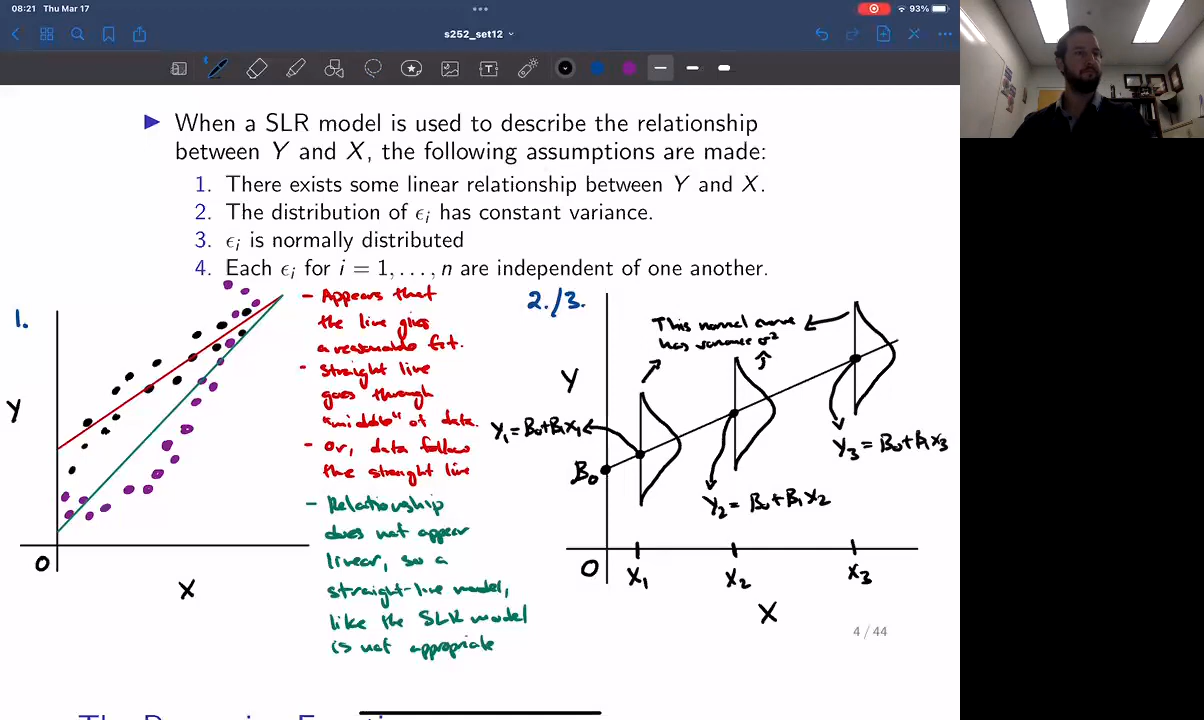 08:21 Thu Mar 17
93%
s252_set12
When a SLR model is used to describe the relationship
between Y and X, the following assumptions are made:
1. There exists some linear relationship between Y and X.
2. The distribution of ϵᵢ has constant variance.
3. ϵᵢ is normally distributed
4. Each ϵᵢ for i = 1, . . . , n are independent of one another.
1.
Y
0
X
- Appears that
the line gives
a reasonable fit.
- Straight line
goes through
"middle" of data.
- Or, data follow
the straight line
- Relationship
does not appear
linear, so a
straight-line model,
like the SLR model
is not appropriate
2./3.
This normal curve
has variance σ²
Y
Y₁ = B₀+B₁X₁
B₀
Y₂ = B₀+B₁X₂
Y₃ = B₀+B₁X₃
0
X₁
X₂
X₃
X
4 / 44